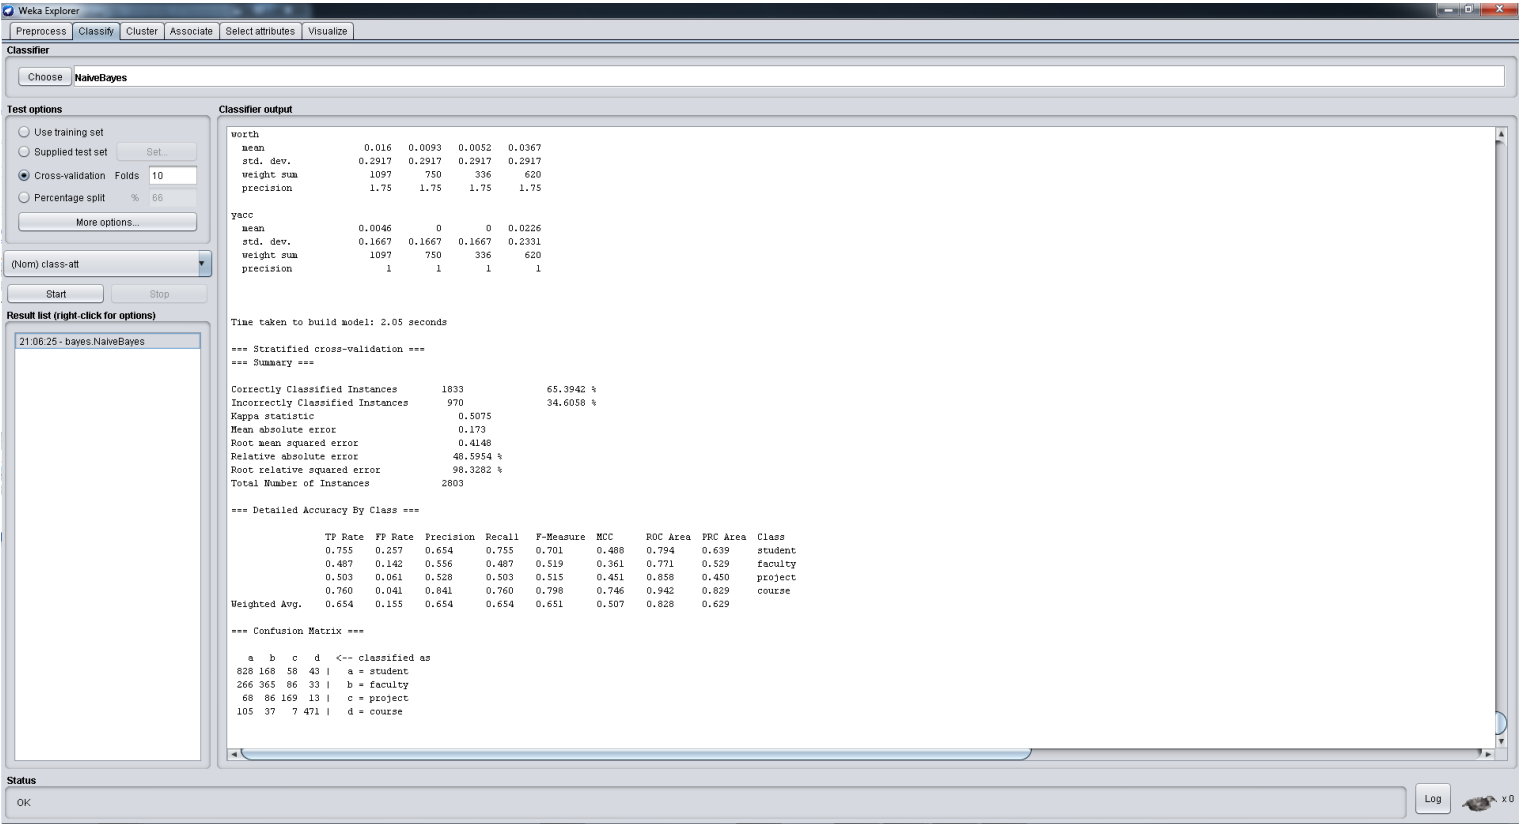 Weka Explorer
Preprocess Classify Cluster Associate Select attributes Visualize
Classifier
Choose NaiveBayes
Test options
Use training set
Supplied test set Set...
Cross-validation Folds 10
Percentage split % 66
More options...
(Nom) class-att
Start Stop
Result list (right-click for options)
21:06:25 - bayes.NaiveBayes
Classifier output
worth
mean 0.016 0.0093 0.0052 0.0367
std. dev. 0.2917 0.2917 0.2917 0.2917
weight sum 1097 750 336 620
precision 1.75 1.75 1.75 1.75
yacc
mean 0.0046 0 0 0.0226
std. dev. 0.1667 0.1667 0.1667 0.2331
weight sum 1097 750 336 620
precision 1 1 1 1
Time taken to build model: 2.05 seconds
=== Stratified cross-validation ===
=== Summary ===
Correctly Classified Instances 1833 65.3942 %
Incorrectly Classified Instances 970 34.6058 %
Kappa statistic 0.5075
Mean absolute error 0.173
Root mean squared error 0.4148
Relative absolute error 48.5954 %
Root relative squared error 98.3282 %
Total Number of Instances 2803
=== Detailed Accuracy By Class ===
TP Rate FP Rate Precision Recall F-Measure MCC ROC Area PRC Area Class
0.755 0.257 0.654 0.755 0.701 0.488 0.794 0.639 student
0.487 0.142 0.556 0.487 0.519 0.361 0.771 0.529 faculty
0.503 0.061 0.528 0.503 0.515 0.451 0.858 0.450 project
0.760 0.041 0.841 0.760 0.798 0.746 0.942 0.829 course
Weighted Avg. 0.654 0.155 0.654 0.654 0.651 0.507 0.828 0.629
=== Confusion Matrix ===
a b c d <-- classified as
828 168 58 43 | a = student
266 365 86 33 | b = faculty
68 86 169 13 | c = project
105 37 7 471 | d = course
Status
OK
Log
x 0